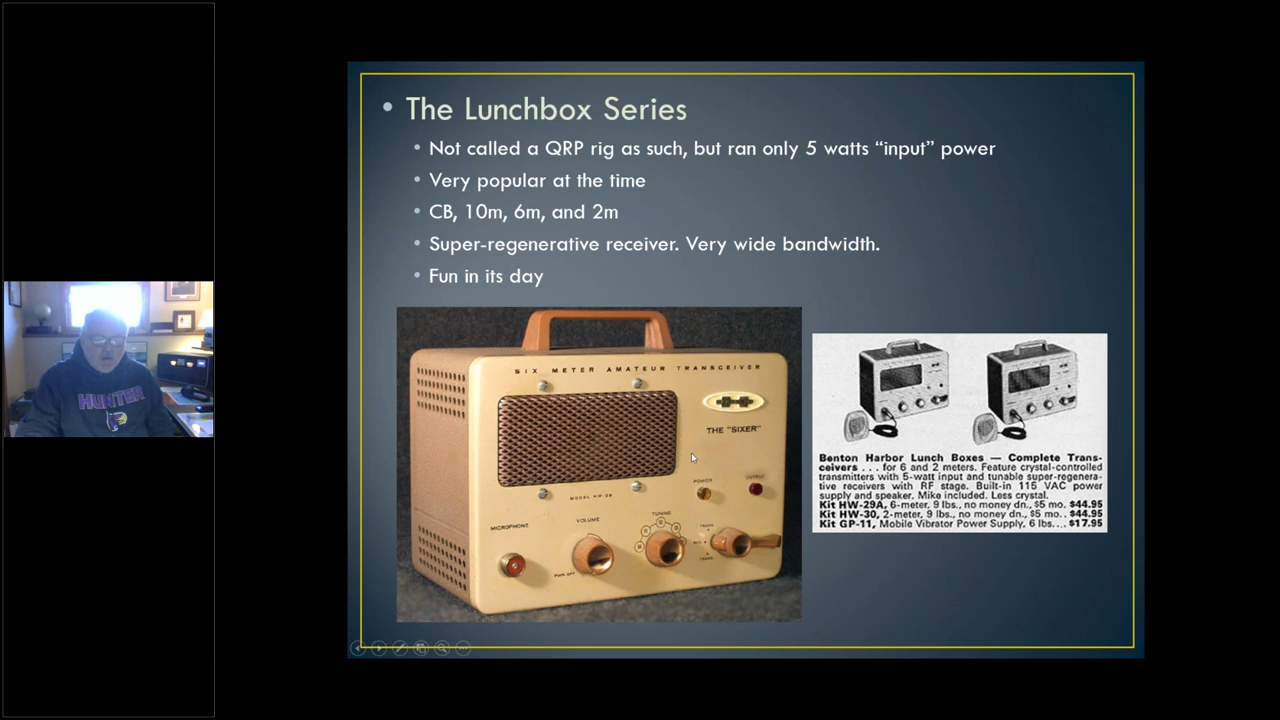 The Lunchbox Series
Not called a QRP rig as such, but ran only 5 watts “input” power
Very popular at the time
CB, 10m, 6m, and 2m
Super-regenerative receiver. Very wide bandwidth.
Fun in its day
HUNTER
SIX METER AMATEUR TRANSCEIVER
THE "SIXER"
POWER
OUTPUT
MICROPHONE
VOLUME
TUNING
PWR OFF
TRANS
Benton Harbor Lunch Boxes — Complete Trans-
ceivers . . . for 6 and 2 meters. Feature crystal-controlled
transmitters with 5-watt input and tunable super-regenera-
tive receivers with RF stage. Built-in 115 VAC power
supply and speaker. Mike included. Less crystal.
Kit HW-29A, 6-meter, 9 lbs., no money dn., $5 mo. $44.95
Kit HW-30, 2-meter, 9 lbs., no money dn., $5 mo.. $44.95
Kit GP-11, Mobile Vibrator Power Supply, 6 lbs.... $17.95